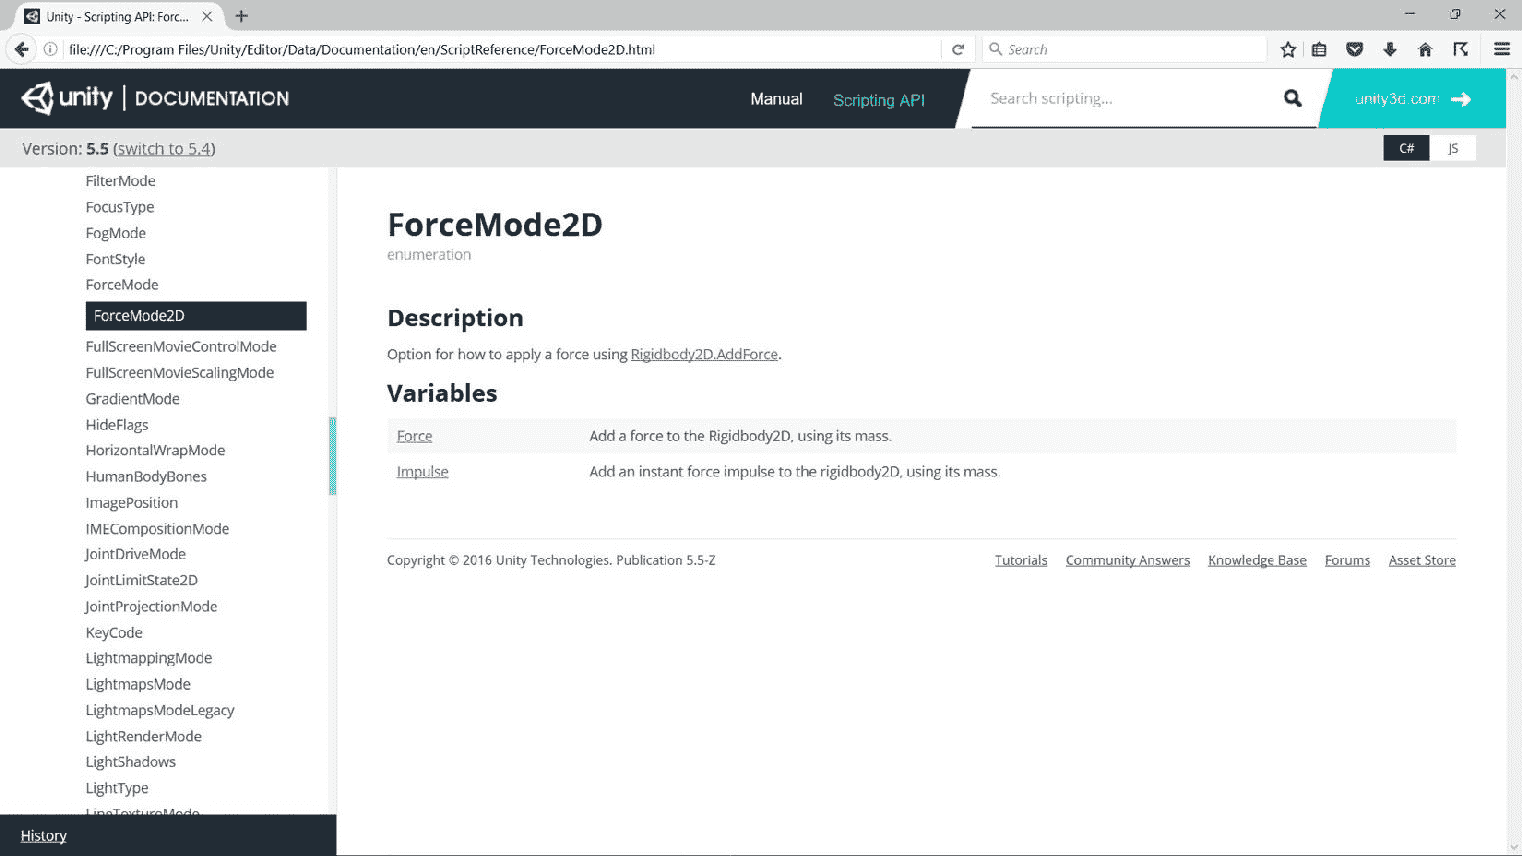 Unity - Scripting API: Forc...
file:///C:/Program Files/Unity/Editor/Data/Documentation/en/ScriptReference/ForceMode2D.html
Search
unity | DOCUMENTATION
Manual
Scripting API
Search scripting...
unity3d.com
Version: 5.5 (switch to 5.4)
C#
JS
FilterMode
FocusType
FogMode
FontStyle
ForceMode
ForceMode2D
FullScreenMovieControlMode
FullScreenMovieScalingMode
GradientMode
HideFlags
HorizontalWrapMode
HumanBodyBones
ImagePosition
IMECompositionMode
JointDriveMode
JointLimitState2D
JointProjectionMode
KeyCode
LightmappingMode
LightmapsMode
LightmapsModeLegacy
LightRenderMode
LightShadows
LightType
LineTextureMode
History
ForceMode2D
enumeration
Description
Option for how to apply a force using Rigidbody2D.AddForce.
Variables
Force Add a force to the Rigidbody2D, using its mass.
Impulse Add an instant force impulse to the rigidbody2D, using its mass.
Copyright © 2016 Unity Technologies. Publication 5.5-Z
Tutorials Community Answers Knowledge Base Forums Asset Store